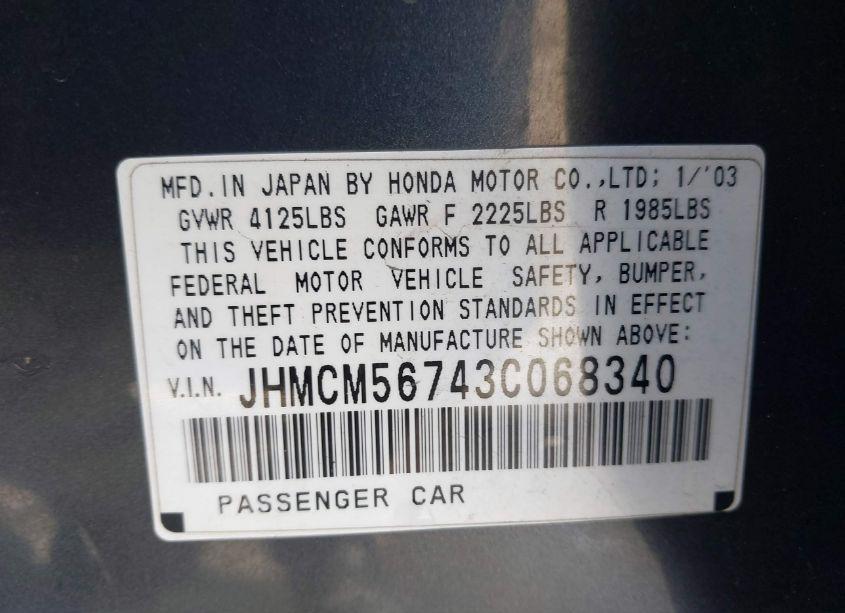 MFD. IN JAPAN BY HONDA MOTOR CO.,LTD; 1/'03
GVWR 4125LBS GAWR F 2225LBS R 1985LBS
THIS VEHICLE CONFORMS TO ALL APPLICABLE
FEDERAL MOTOR VEHICLE SAFETY, BUMPER,
AND THEFT PREVENTION STANDARDS IN EFFECT
ON THE DATE OF MANUFACTURE SHOWN ABOVE:
V.I.N. JHMCM56743C068340
PASSENGER CAR